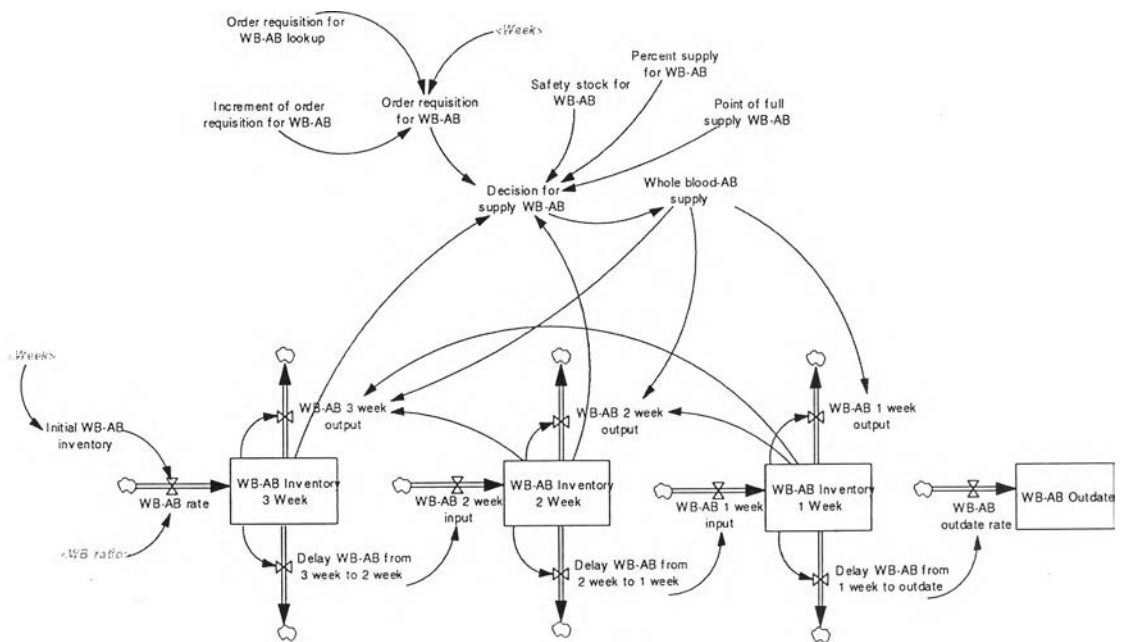 Order requisition for
WB-AB lookup
<Week>
Increment of order
requisition for WB-AB
Order requisition
for WB-AB
Safety stock for
WB-AB
Percent supply
for WB-AB
Point of full
supply WB-AB
Decision for
supply WB-AB
Whole blood-AB
supply
<Week>
Initial WB-AB
inventory
WB-AB rate
<WB ratio>
WB-AB 3 week
output
WB-AB Inventory
3 Week
Delay WB-AB from
3 week to 2 week
WB-AB 2 week
input
WB-AB 2 week
output
WB-AB Inventory
2 Week
Delay WB-AB from
2 week to 1 week
WB-AB 1 week
input
WB-AB 1 week
output
WB-AB Inventory
1 Week
Delay WB-AB from
1 week to outdate
WB-AB
outdate rate
WB-AB Outdate